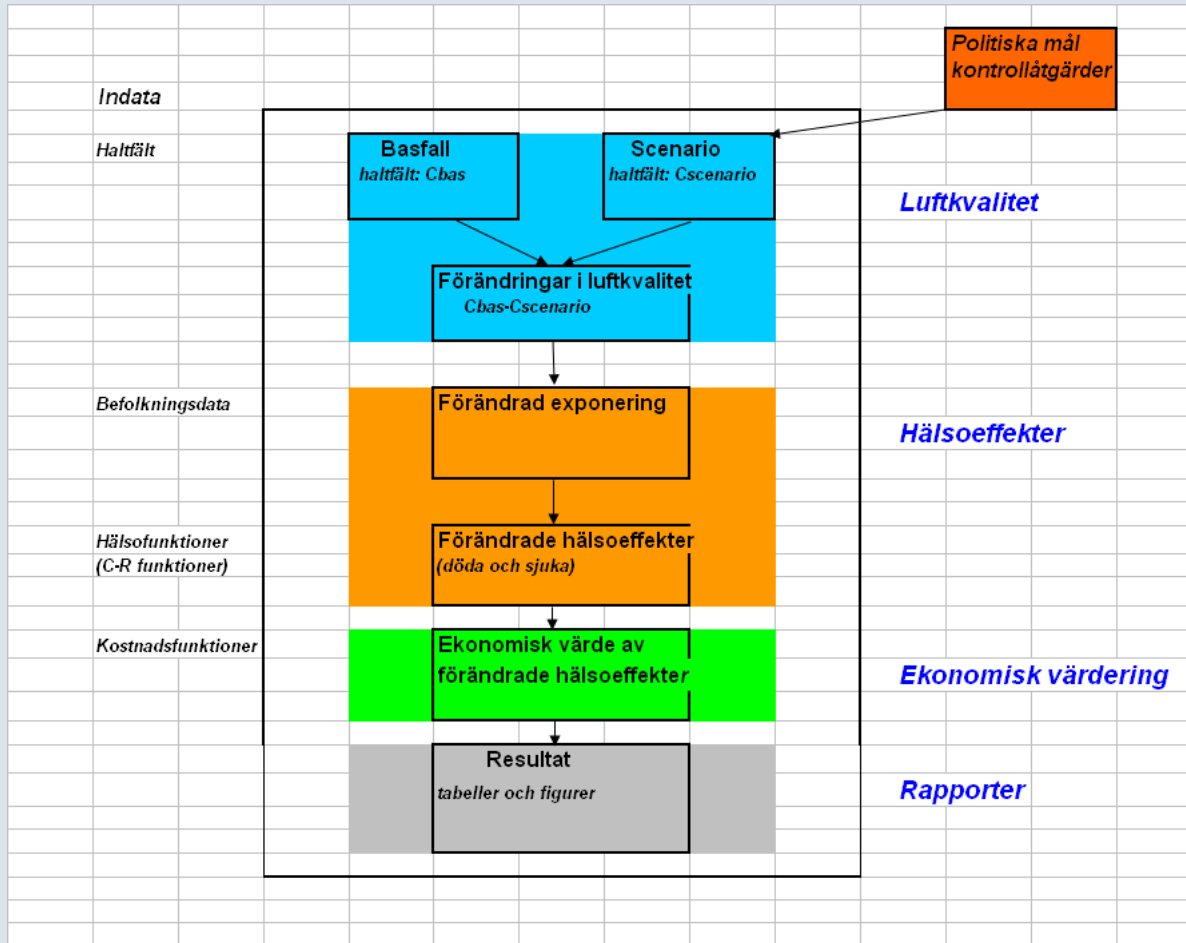 Politiska mål
kontrollåtgärder
Indata
Haltfält
Basfall
haltfält: Cbas
Scenario
haltfält: Cscenario
Luftkvalitet
Förändringar i luftkvalitet
Cbas-Cscenario
Befolkningsdata
Förändrad exponering
Hälsoeffekter
Hälsofunktioner
(C-R funktioner)
Förändrade hälsoeffekter
(döda och sjuka)
Kostnadsfunktioner
Ekonomisk värde av
förändrade hälsoeffekter
Ekonomisk värdering
Resultat
tabeller och figurer
Rapporter